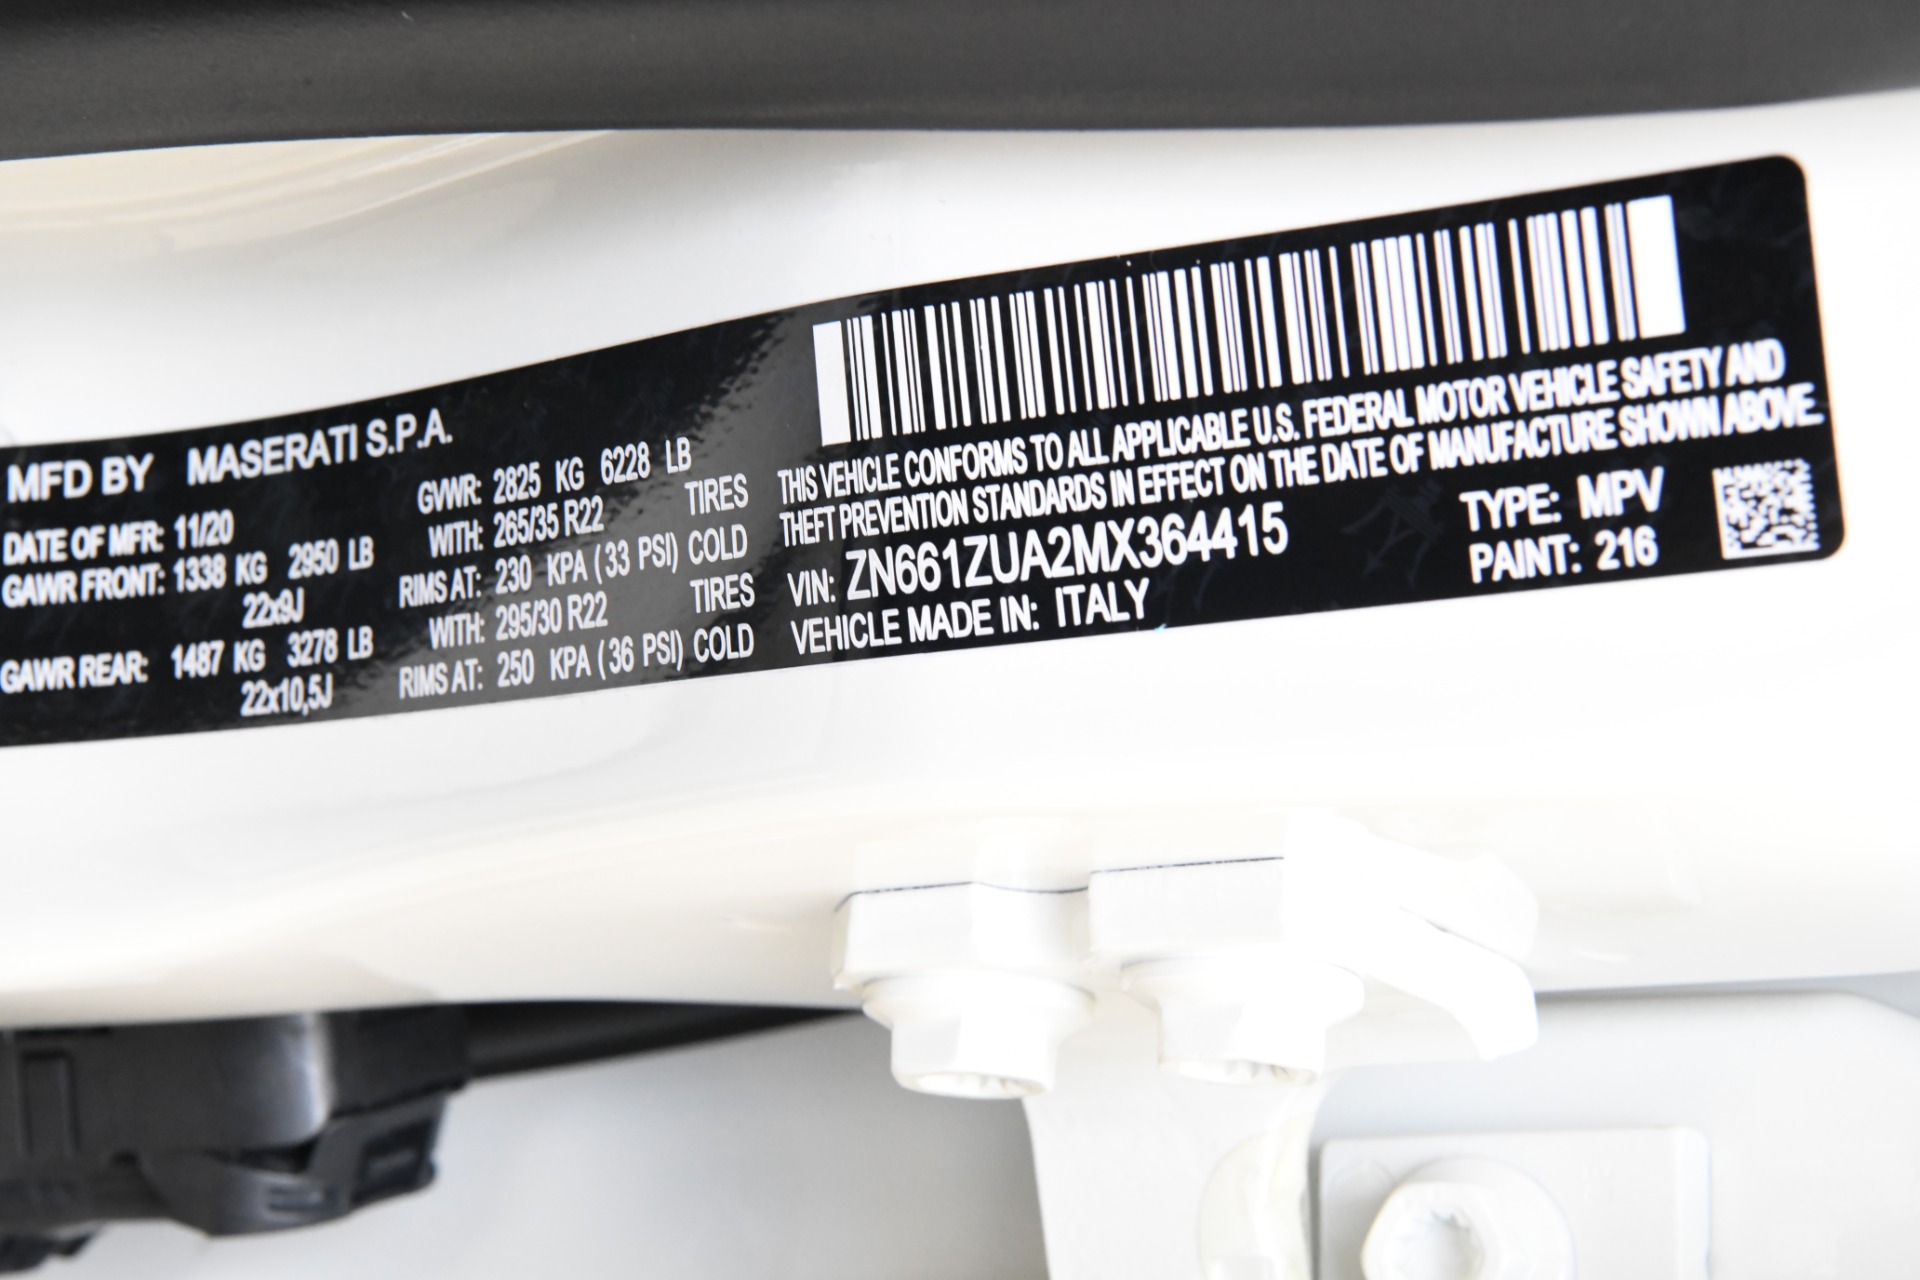 MFD BY MASERATI S.P.A.
DATE OF MFR: 11/20 GVWR: 2825 KG 6228 LB
GAWR FRONT: 1338 KG 2950 LB WITH: 265/35 R22 TIRES
22x9J RIMS AT: 230 KPA (33 PSI) COLD
GAWR REAR: 1487 KG 3278 LB WITH: 295/30 R22 TIRES
22x10,5J RIMS AT: 250 KPA (36 PSI) COLD
THIS VEHICLE CONFORMS TO ALL APPLICABLE U.S. FEDERAL MOTOR VEHICLE SAFETY AND
THEFT PREVENTION STANDARDS IN EFFECT ON THE DATE OF MANUFACTURE SHOWN ABOVE.
VIN: ZN661ZUA2MX364415 TYPE: MPV
VEHICLE MADE IN: ITALY PAINT: 216